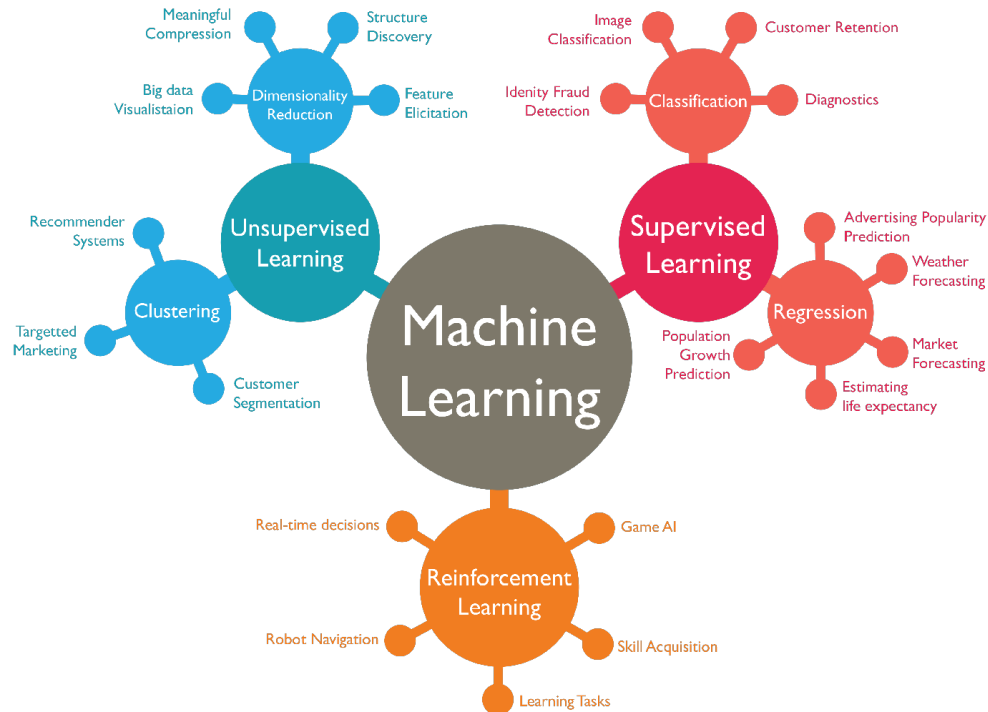 Meaningful
Compression
Structure
Discovery
Big data
Visualistaion
Dimensionality
Reduction
Feature
Elicitation
Unsupervised
Learning
Recommender
Systems
Clustering
Targetted
Marketing
Customer
Segmentation
Machine
Learning
Image
Classification
Customer Retention
Idenity Fraud
Detection
Classification
Diagnostics
Supervised
Learning
Advertising Popularity
Prediction
Weather
Forecasting
Regression
Population
Growth
Prediction
Market
Forecasting
Estimating
life expectancy
Real-time decisions
Game AI
Reinforcement
Learning
Robot Navigation
Skill Acquisition
Learning Tasks